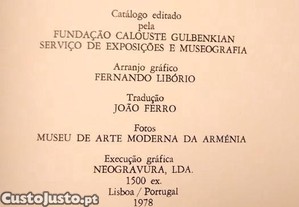 Catálogo editado
pela
FUNDAÇÃO CALOUSTE GULBENKIAN
SERVIÇO DE EXPOSIÇÕES E MUSEOGRAFIA
Arranjo gráfico
FERNANDO LIBÓRIO
Tradução
JOÃO FERRO
Fotos
MUSEU DE ARTE MODERNA DA ARMÉNIA
Execução gráfica
NEOGRAVURA, LDA.
1500 ex.
Lisboa / Portugal
1978
CustoJusto.pt